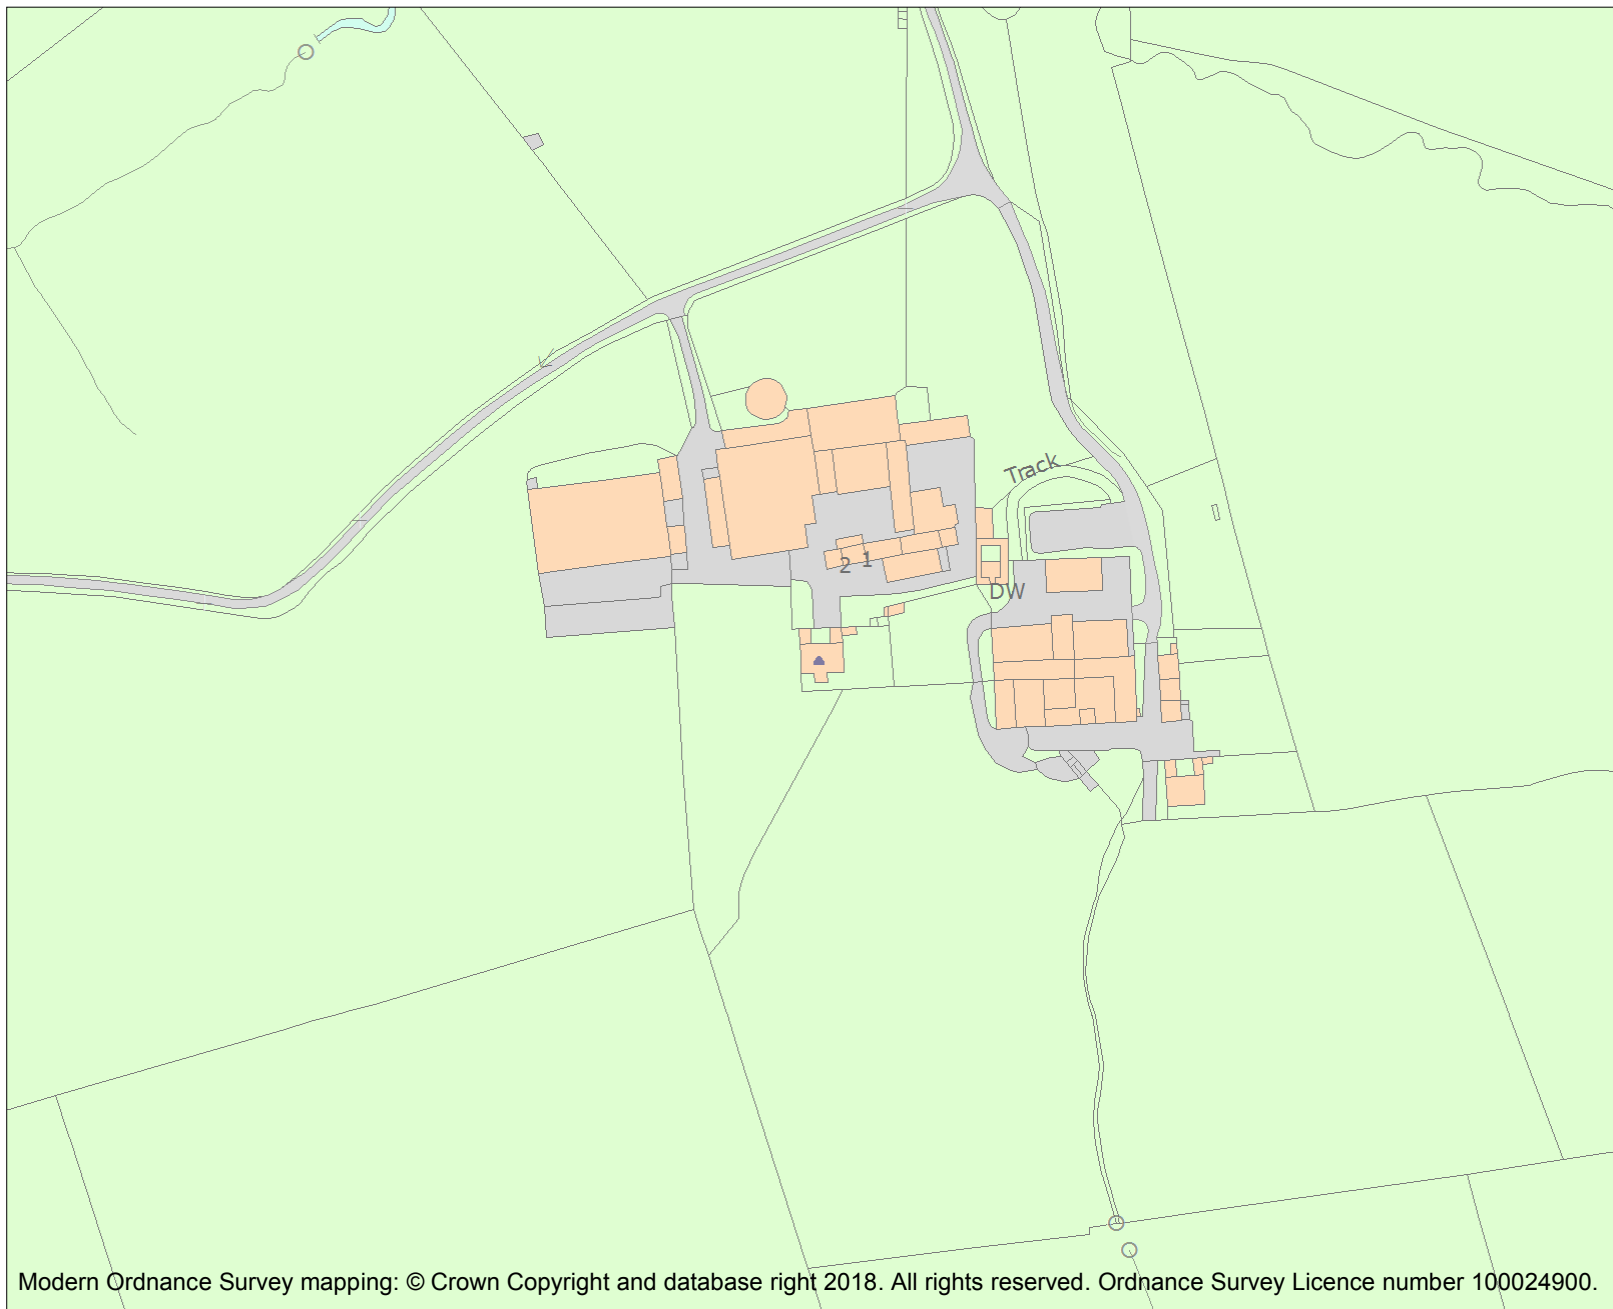 Track
2 1
DW
Modern Ordnance Survey mapping: © Crown Copyright and database right 2018. All rights reserved. Ordnance Survey Licence number 100024900.